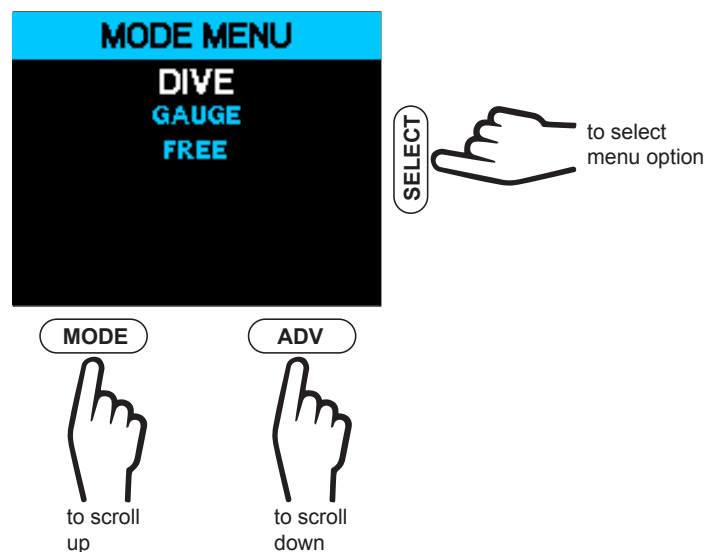 MODE MENU
DIVE
GAUGE
FREE
SELECT
to select
menu option
MODE
ADV
to scroll
up
to scroll
down